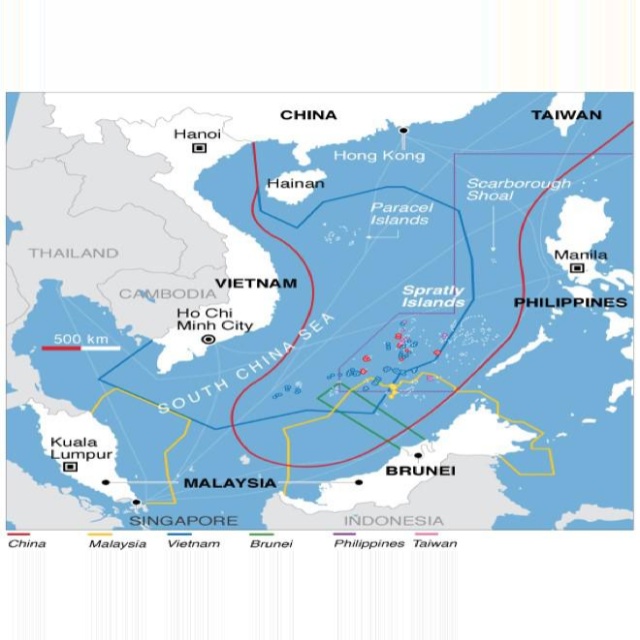 CHINA
TAIWAN
Hanoi
Hong Kong
Hainan
Scarborough
Shoal
Paracel
Islands
THAILAND
Manila
VIETNAM
CAMBODIA
Spratly
Islands
PHILIPPINES
Ho Chi
Minh City
500 km
SOUTH CHINA SEA
Kuala
Lumpur
BRUNEI
MALAYSIA
SINGAPORE
INDONESIA
China
Malaysia
Vietnam
Brunei
Philippines
Taiwan